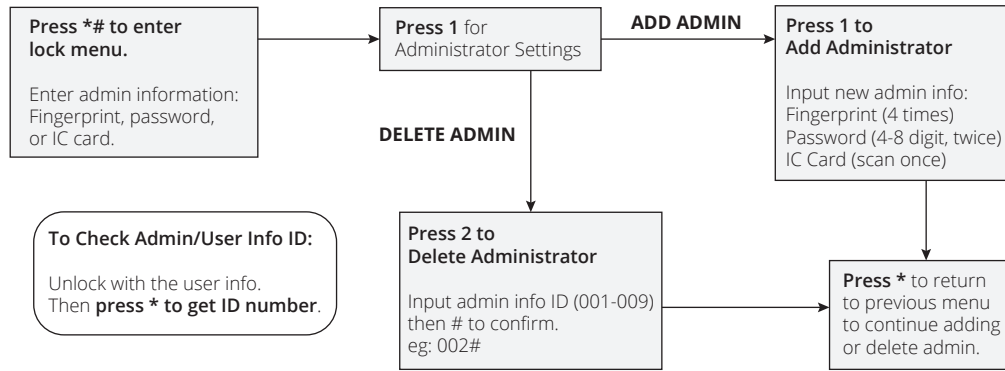 Press *# to enter
lock menu.
Enter admin information:
Fingerprint, password,
or IC card.
Press 1 for
Administrator Settings
ADD ADMIN
Press 1 to
Add Administrator
Input new admin info:
Fingerprint (4 times)
Password (4-8 digit, twice)
IC Card (scan once)
DELETE ADMIN
To Check Admin/User Info ID:
Unlock with the user info.
Then press * to get ID number.
Press 2 to
Delete Administrator
Input admin info ID (001-009)
then # to confirm.
eg: 002#
Press * to return
to previous menu
to continue adding
or delete admin.